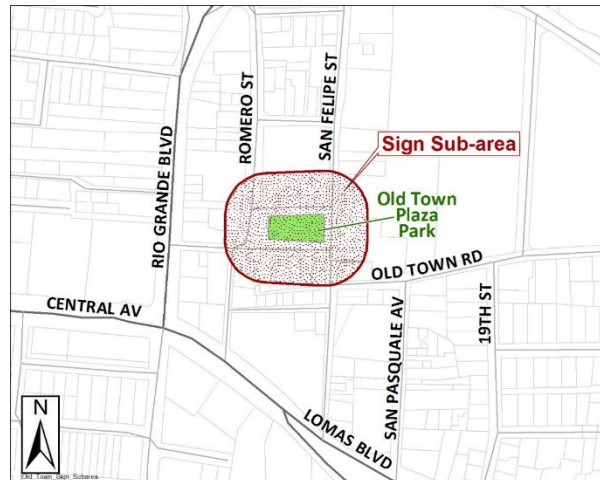 RIO GRANDE BLVD
ROMERO ST
SAN FELIPE ST
Sign Sub-area
Old Town
Plaza
Park
OLD TOWN RD
CENTRAL AV
SAN PASQUALE AV
19TH ST
LOMAS BLVD
N
Old_Town_Sign_Subarea